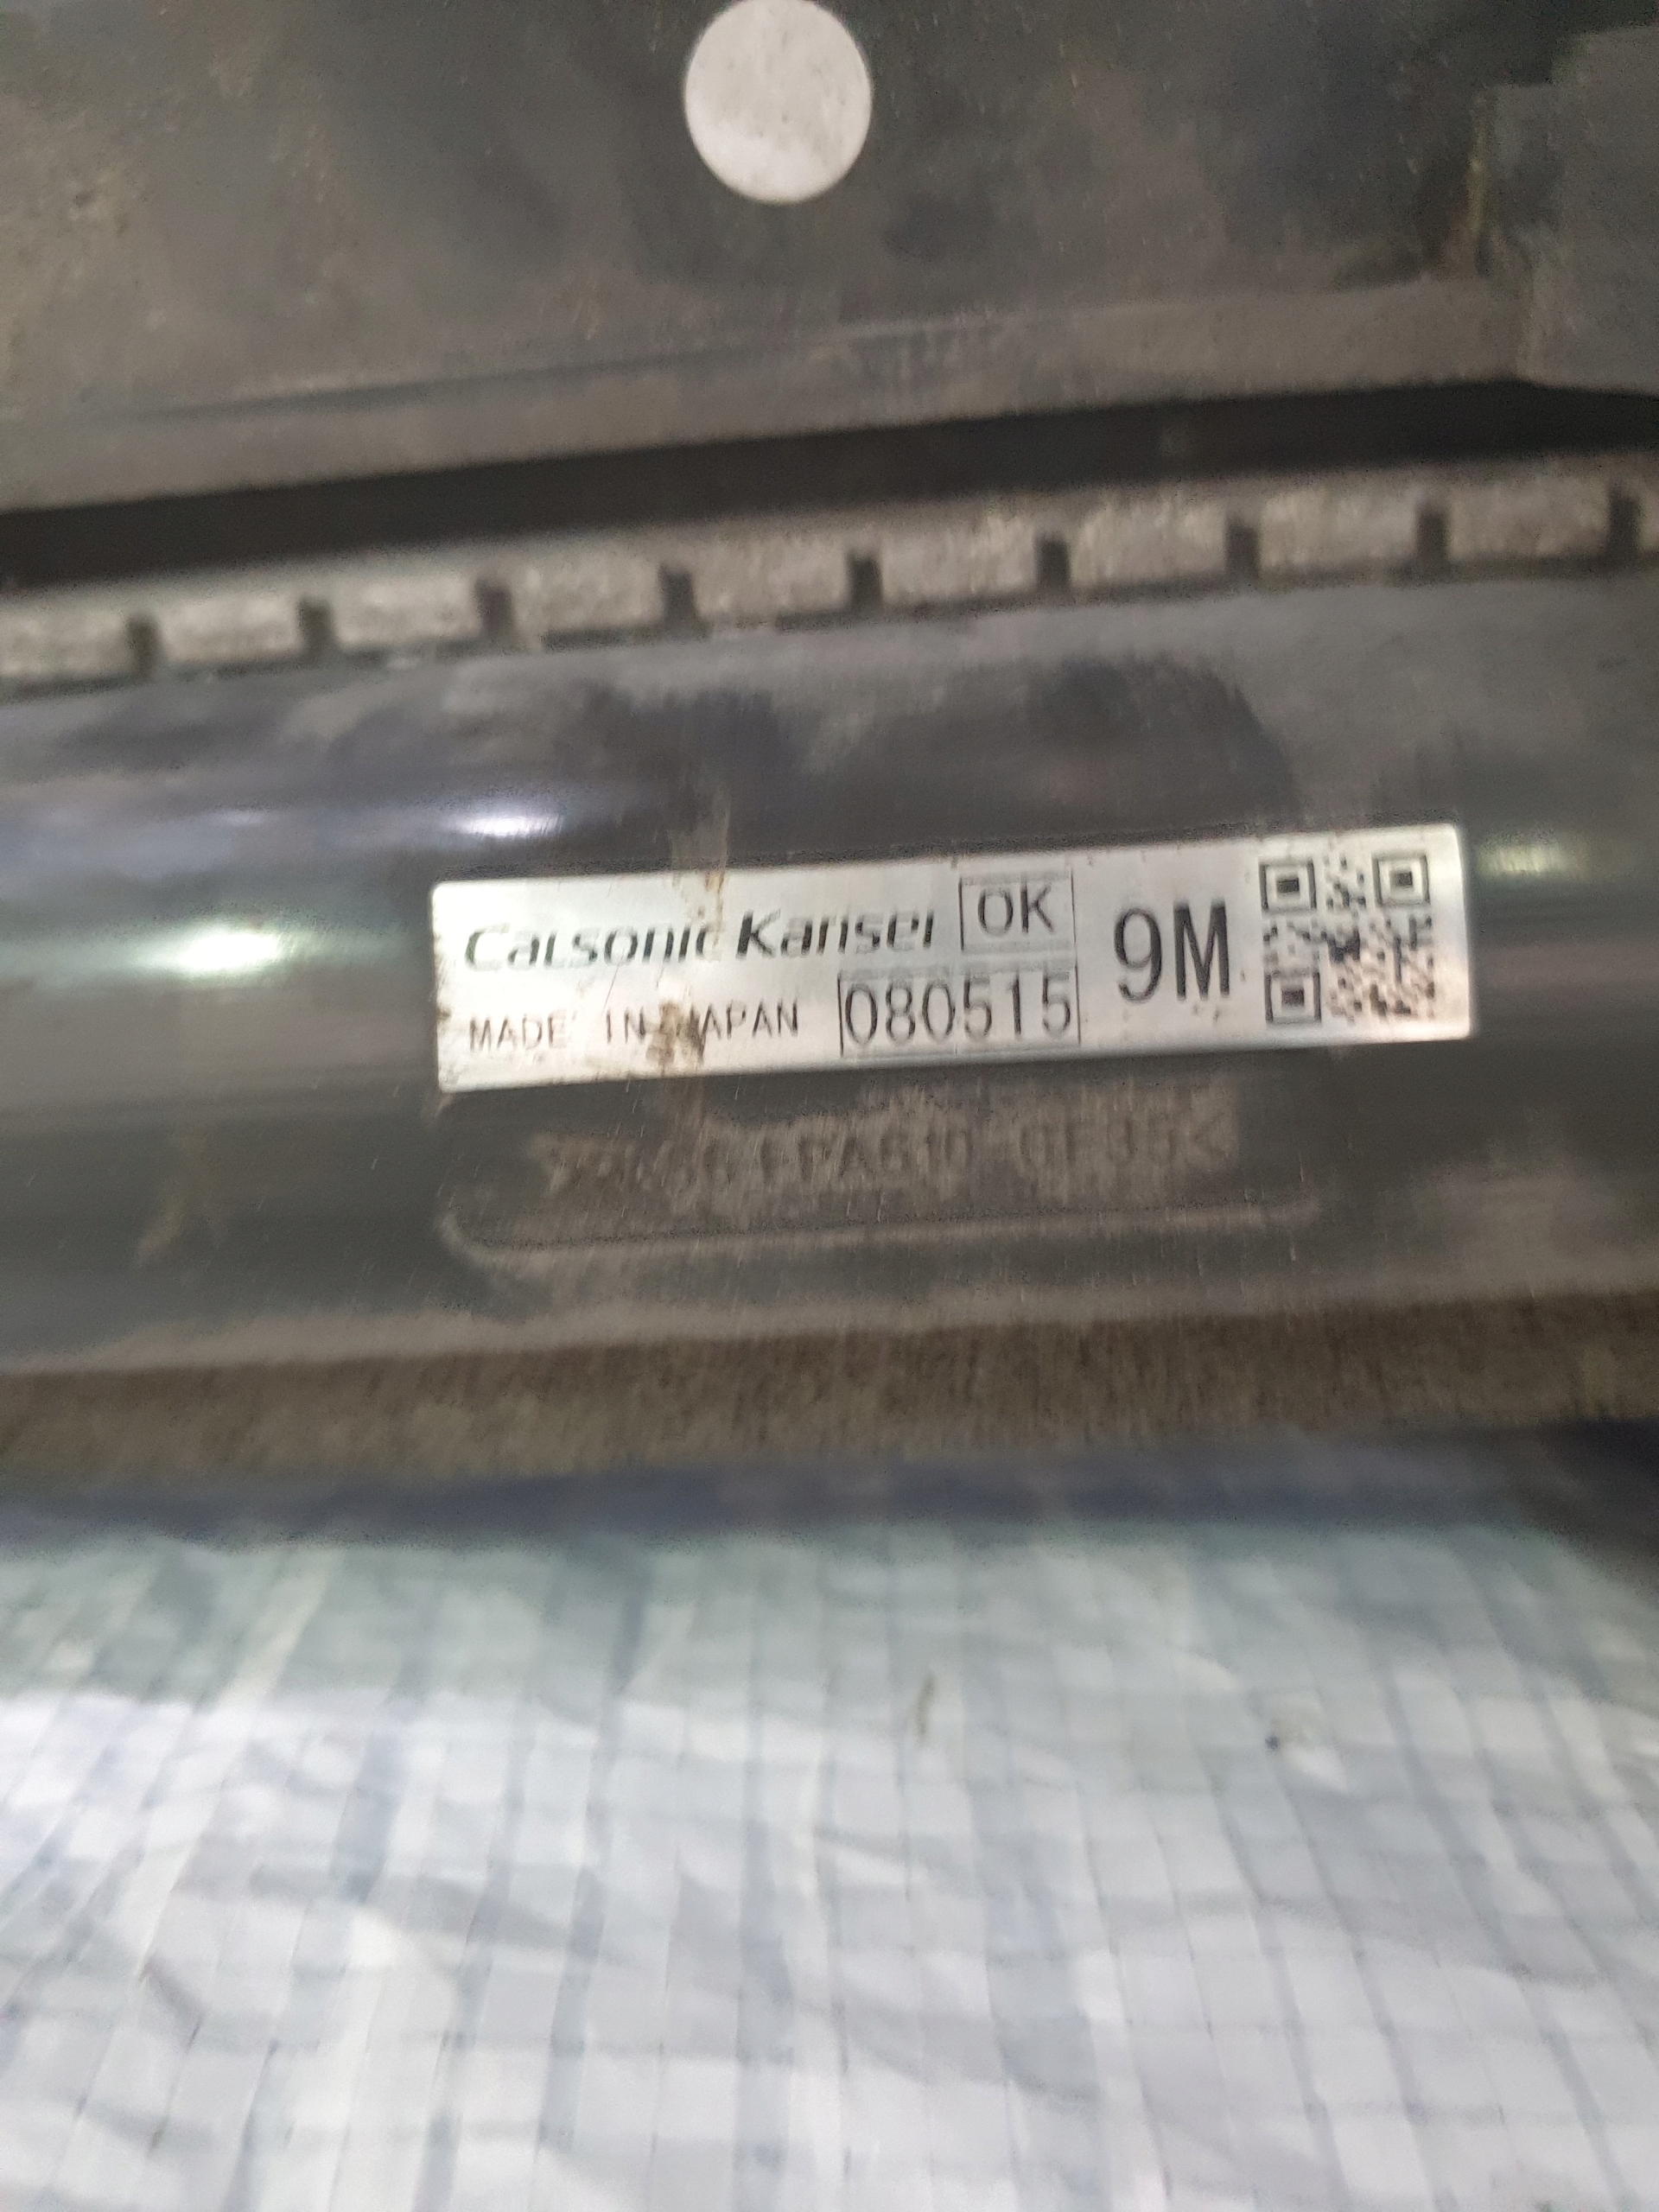 Calsonic Kansei OK 9M
MADE IN JAPAN 080515